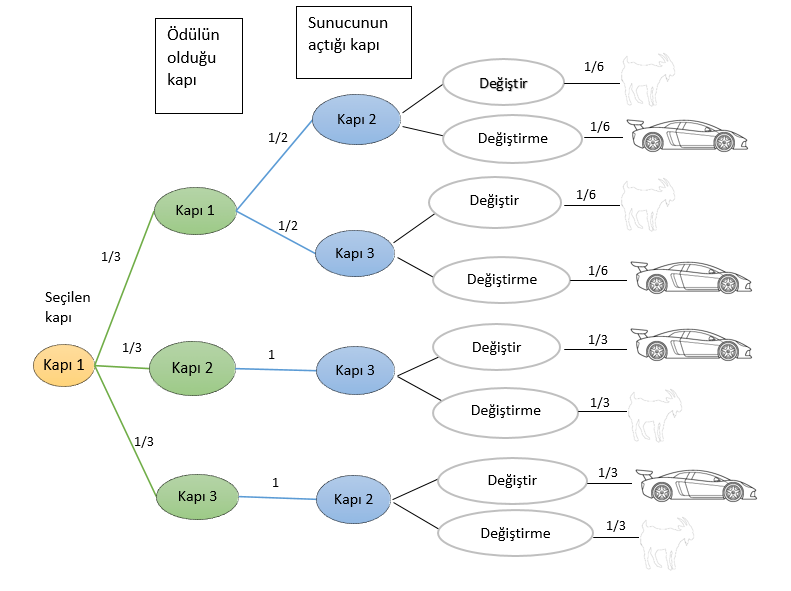 Ödülün
olduğu
kapı
Sunucunun
açtığı kapı
Değiştir
1/6
Kapı 2
1/2
Değiştirme
1/6
Kapı 1
1/2
Değiştir
1/6
Kapı 3
Değiştirme
1/6
1/3
Seçilen
kapı
Kapı 1
1/3
Kapı 2
1
Kapı 3
Değiştir
1/3
Değiştirme
1/3
1/3
Kapı 3
1
Kapı 2
Değiştir
1/3
Değiştirme
1/3